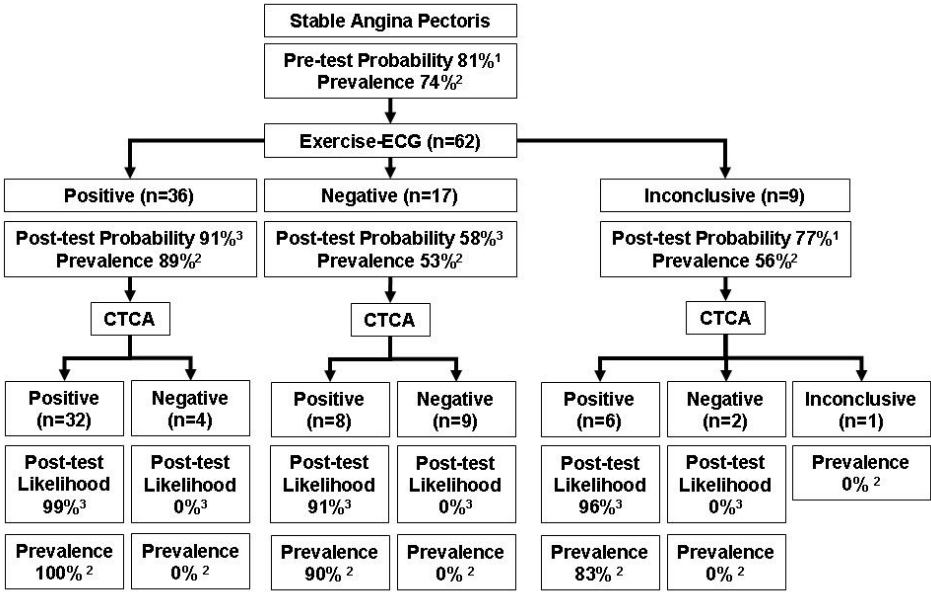 Stable Angina Pectoris
Pre-test Probability 81%¹
Prevalence 74%²
Exercise-ECG (n=62)
Positive (n=36)
Negative (n=17)
Inconclusive (n=9)
Post-test Probability 91%³
Prevalence 89%²
Post-test Probability 58%³
Prevalence 53%²
Post-test Probability 77%¹
Prevalence 56%²
CTCA
CTCA
CTCA
Positive
(n=32)
Negative
(n=4)
Positive
(n=8)
Negative
(n=9)
Positive
(n=6)
Negative
(n=2)
Inconclusive
(n=1)
Post-test
Likelihood
99%³
Post-test
Likelihood
0%³
Post-test
Likelihood
91%³
Post-test
Likelihood
0%³
Post-test
Likelihood
96%³
Post-test
Likelihood
0%³
Prevalence
0% ²
Prevalence
100% ²
Prevalence
0% ²
Prevalence
90% ²
Prevalence
0% ²
Prevalence
83% ²
Prevalence
0% ²